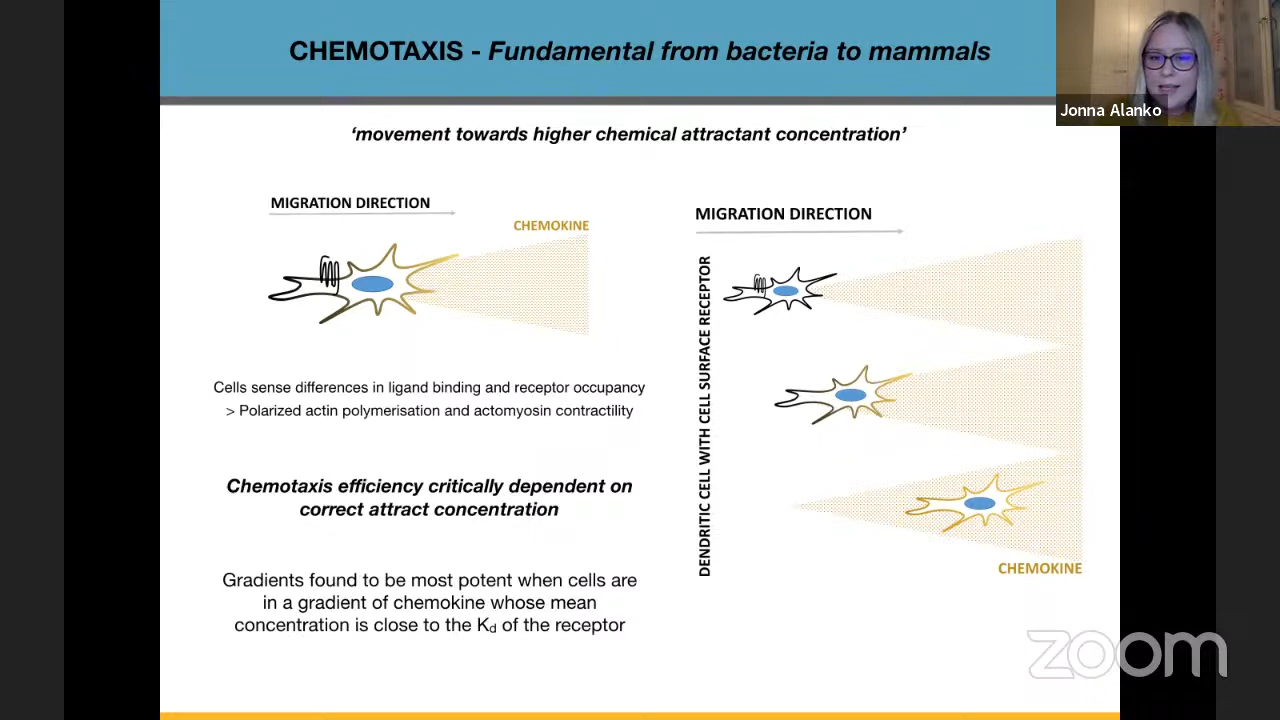 CHEMOTAXIS - Fundamental from bacteria to mammals
Jonna Alanko
‘movement towards higher chemical attractant concentration’
MIGRATION DIRECTION
CHEMOKINE
Cells sense differences in ligand binding and receptor occupancy
> Polarized actin polymerisation and actomyosin contractility
Chemotaxis efficiency critically dependent on
correct attract concentration
Gradients found to be most potent when cells are
in a gradient of chemokine whose mean
concentration is close to the Kd of the receptor
MIGRATION DIRECTION
DENDRITIC CELL WITH CELL SURFACE RECEPTOR
CHEMOKINE
zoom